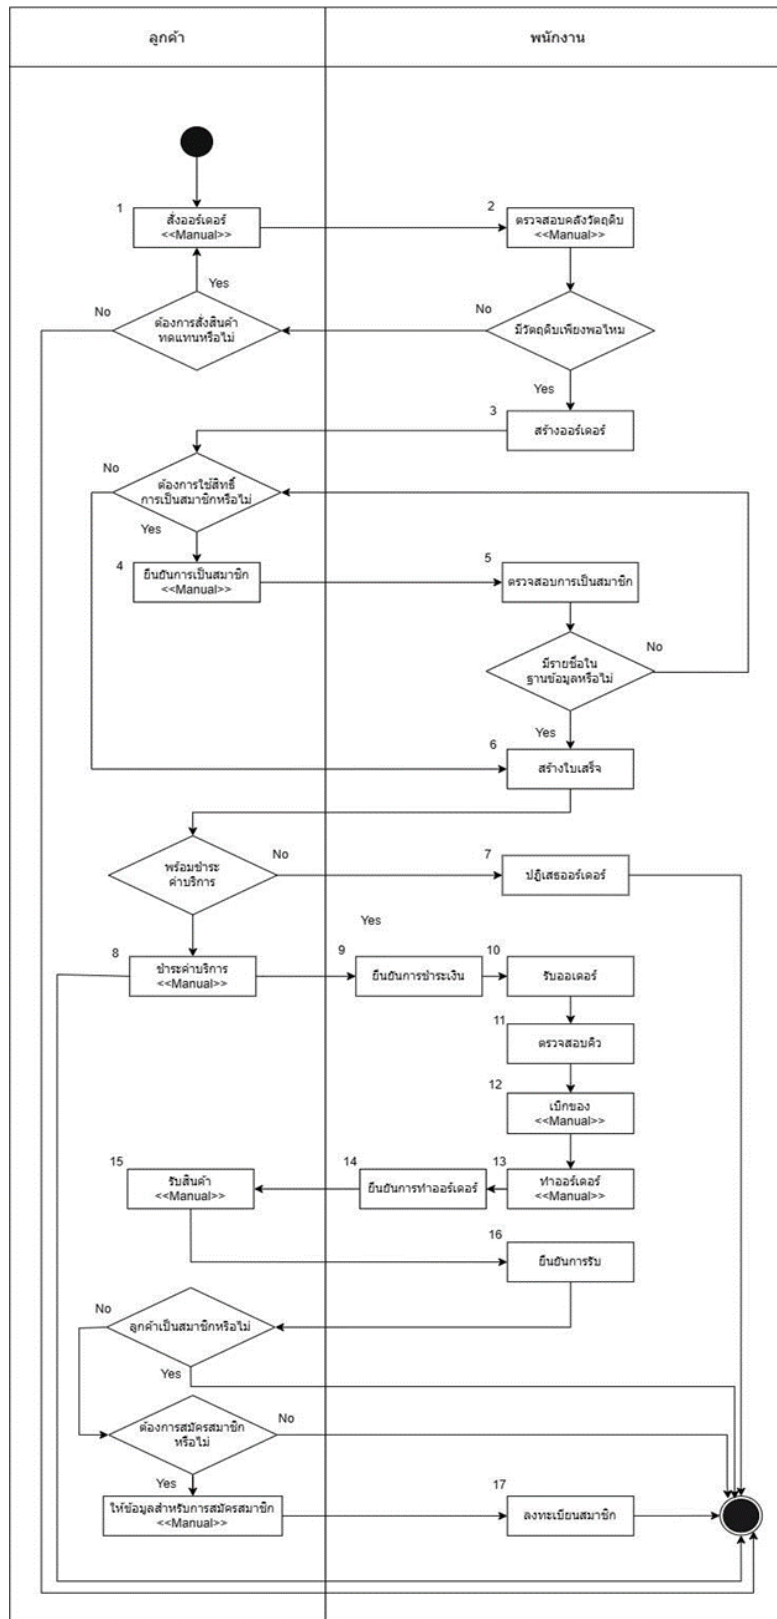 ลูกค้า
พนักงาน
1
สั่งออร์เดอร์
<<Manual>>
2
ตรวจสอบคลังวัตถุดิบ
<<Manual>>
Yes
No
ต้องการสั่งสินค้า
ทดแทนหรือไม่
No
มีวัตถุดิบเพียงพอไหม
Yes
3
สร้างออร์เดอร์
No
ต้องการใช้สิทธิ์
การเป็นสมาชิกหรือไม่
Yes
4
ยืนยันการเป็นสมาชิก
<<Manual>>
5
ตรวจสอบการเป็นสมาชิก
No
มีรายชื่อใน
ฐานข้อมูลหรือไม่
Yes
6
สร้างใบเสร็จ
พร้อมชำระ
ค่าบริการ
No
7
ปฏิเสธออร์เดอร์
Yes
8
ชำระค่าบริการ
<<Manual>>
9
ยืนยันการชำระเงิน
10
รับออเดอร์
11
ตรวจสอบคิว
12
เบิกของ
<<Manual>>
15
รับสินค้า
<<Manual>>
14
ยืนยันการทำออร์เดอร์
13
ทำออร์เดอร์
<<Manual>>
16
ยืนยันการรับ
No
ลูกค้าเป็นสมาชิกหรือไม่
Yes
ต้องการสมัครสมาชิก
หรือไม่
No
Yes
ให้ข้อมูลสำหรับการสมัครสมาชิก
<<Manual>>
17
ลงทะเบียนสมาชิก